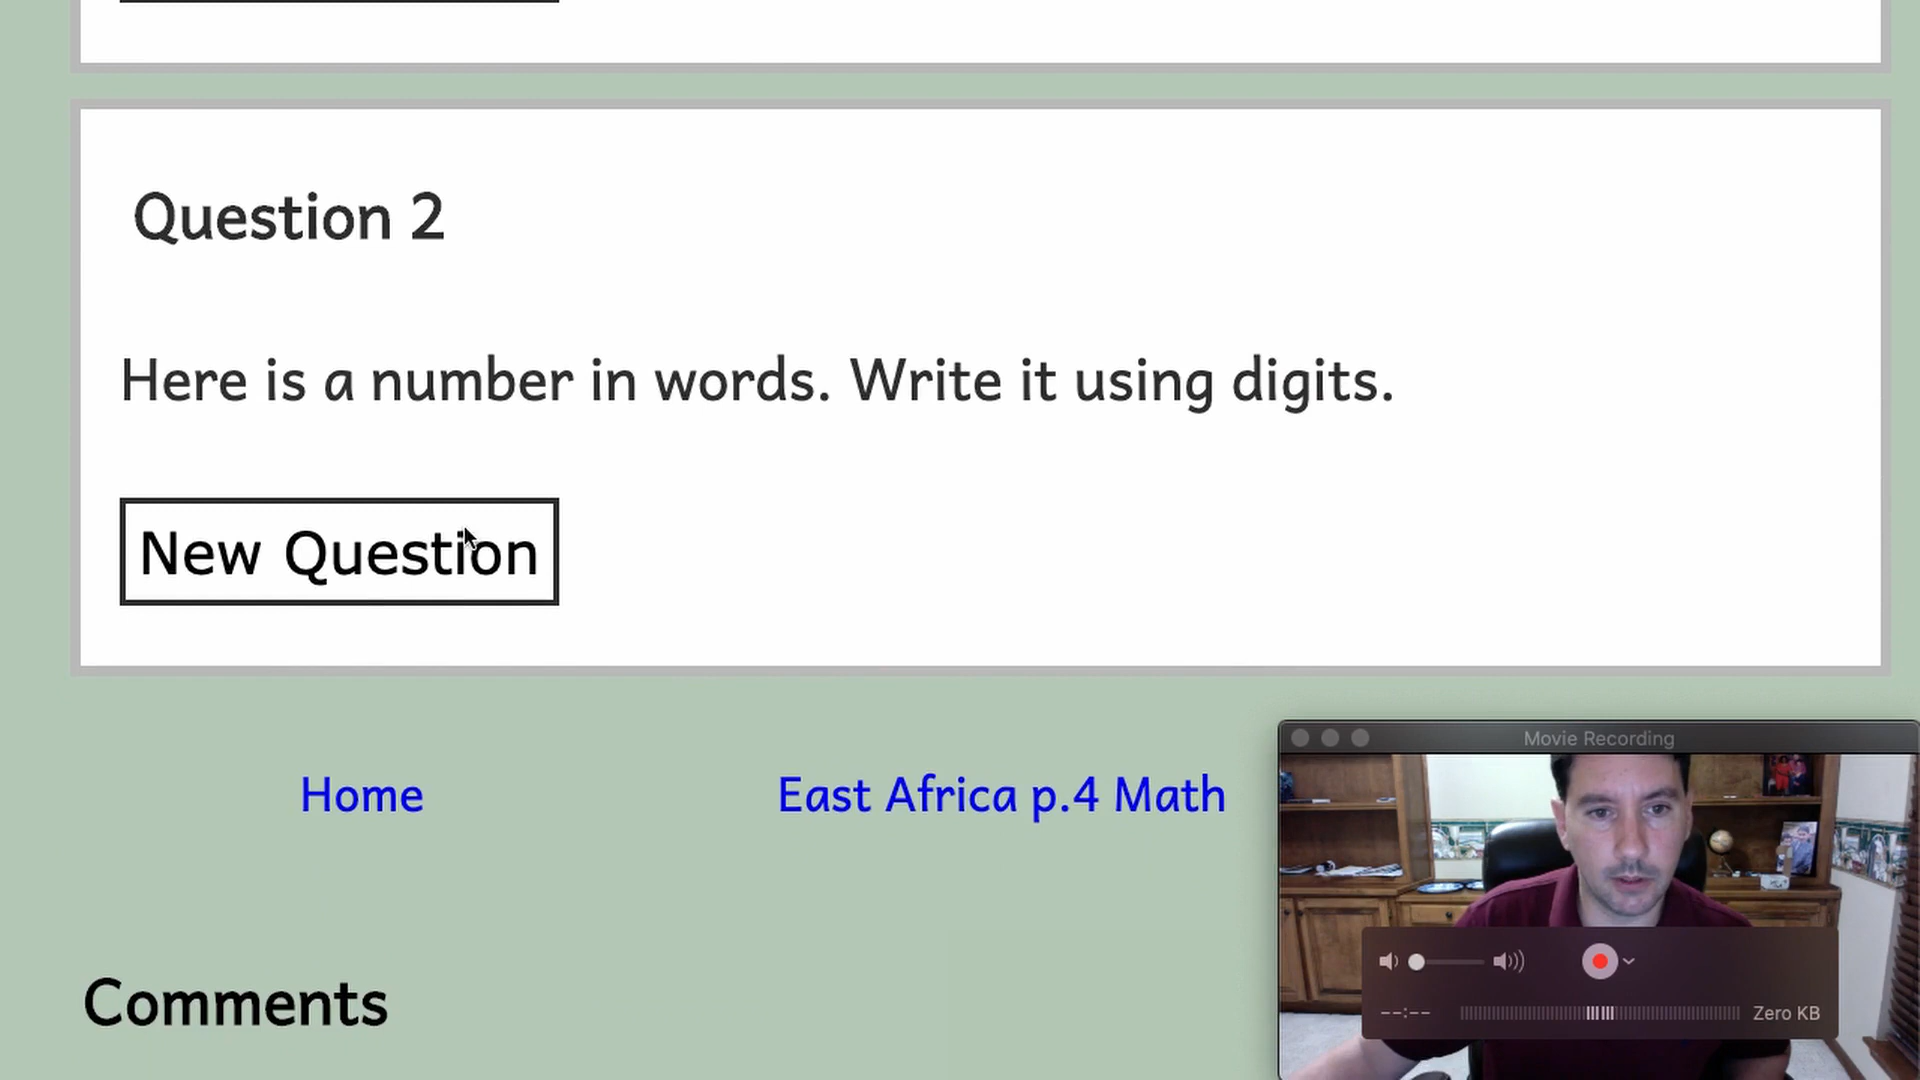 Question 2
Here is a number in words. Write it using digits.
New Question
Home
East Africa p.4 Math
Comments
Movie Recording
--:--
Zero KB